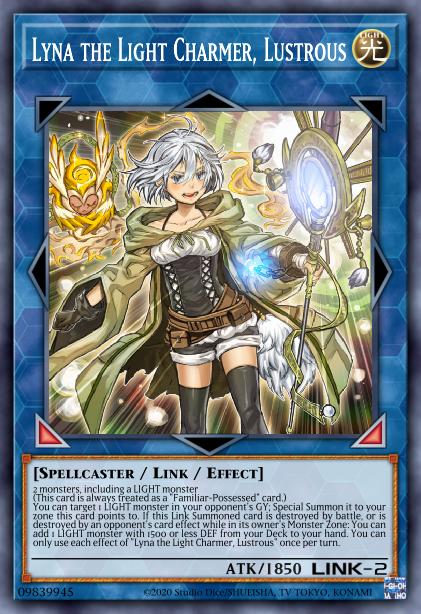 Lyna the Light Charmer, Lustrous
LIGHT
光
[Spellcaster / Link / Effect]
2 monsters, including a LIGHT monster
(This card is always treated as a "Familiar-Possessed" card.)
You can target 1 LIGHT monster in your opponent's GY; Special Summon it to
your zone this card points to. If this Link Summoned card is destroyed by battle, or is
destroyed by an opponent's card effect while in its owner's Monster Zone: You can
add 1 LIGHT monster with 1500 or less DEF from your Deck to your hand. You can
only use each effect of "Lyna the Light Charmer, Lustrous" once per turn.
ATK/1850 LINK-2
09839945
©2020 Studio Dice/SHUEISHA, TV TOKYO, KONAMI